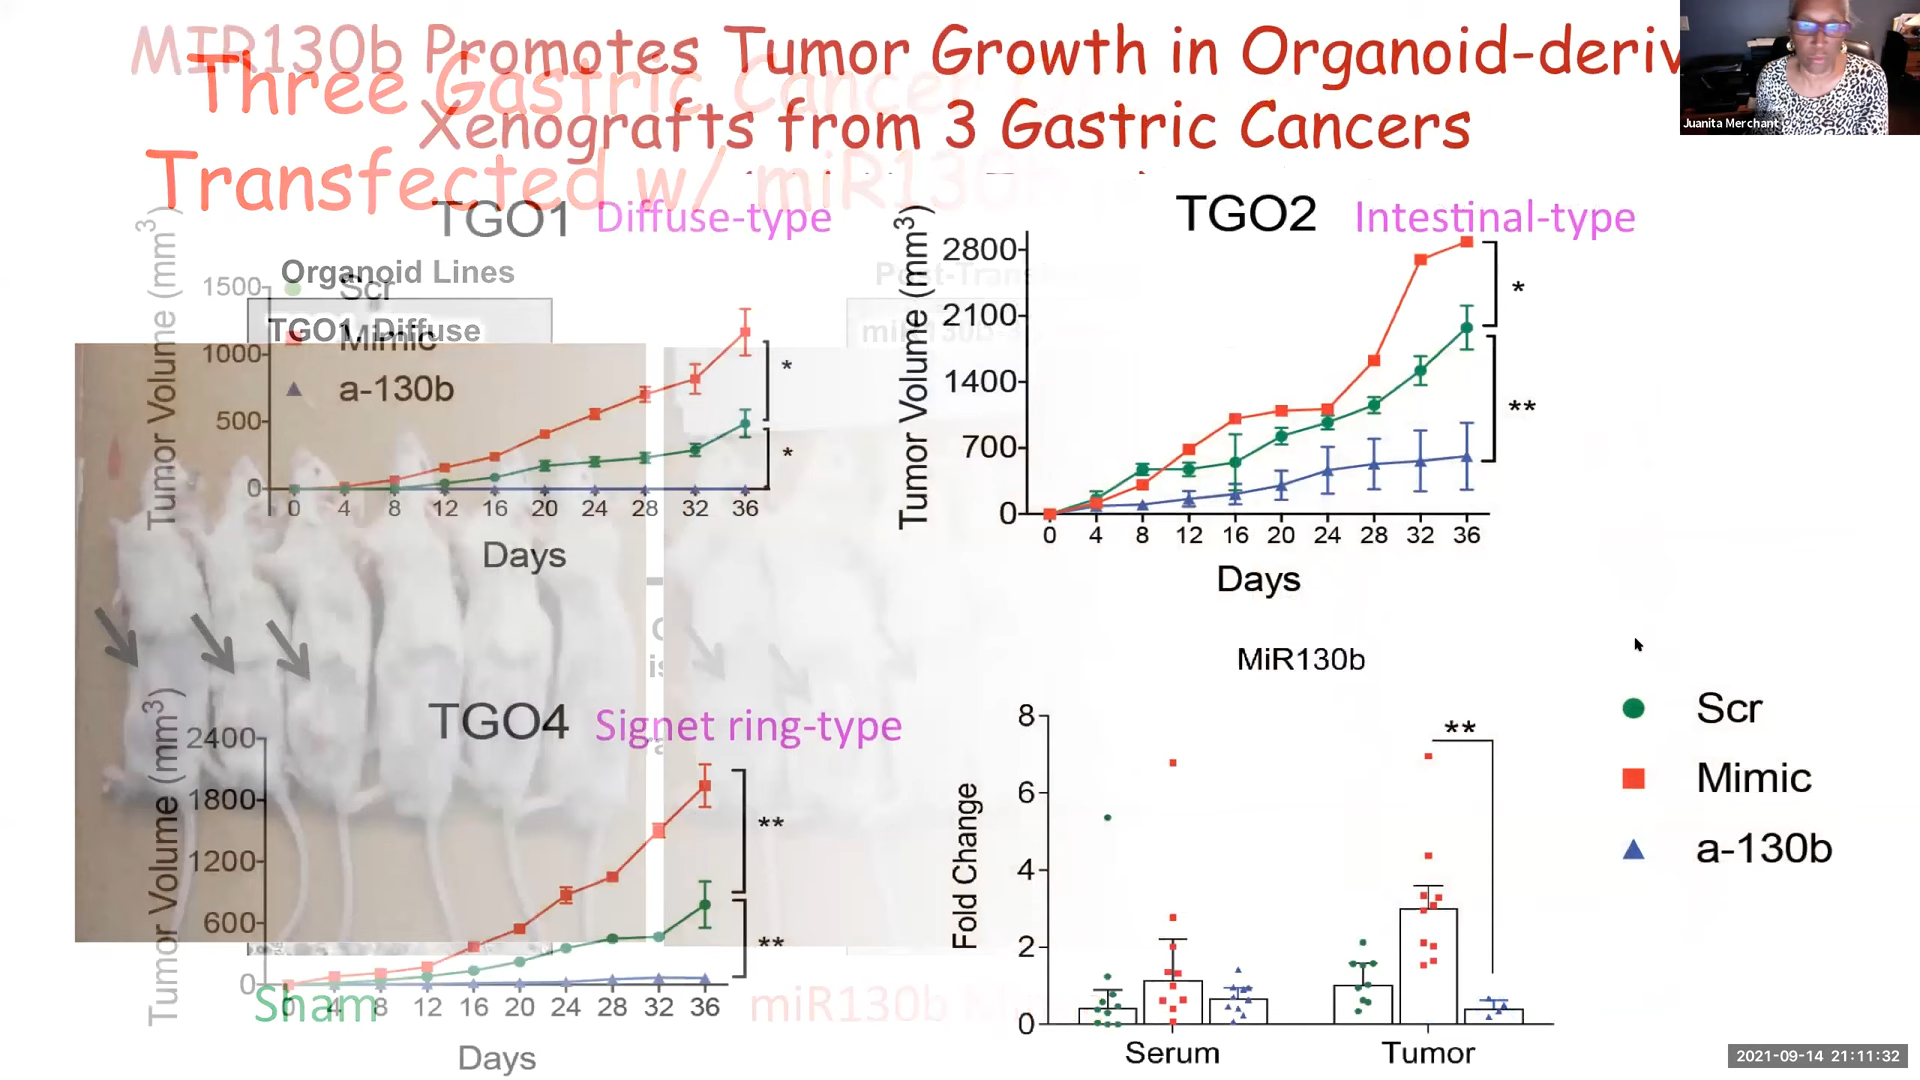 MIR130b Promotes Tumor Growth in Organoid-deriv
Xenografts from 3 Gastric Cancers
Three Gastric Cancer
Transfected w/ miR130
Juanita Merchant
TGO1 Diffuse-type
Tumor Volume (mm3)
Organoid Lines
TGO1 Diffuse
Scr
Mimic
a-130b
1500
1000
500
0
0 4 8 12 16 20 24 28 32 36
Days
*
*
TGO2 Intestinal-type
Tumor Volume (mm3)
2800
2100
1400
700
0
0 4 8 12 16 20 24 28 32 36
Days
*
**
TGO4 Signet ring-type
Tumor Volume (mm3)
2400
1800
1200
600
0
0 4 8 12 16 20 24 28 32 36
Days
**
**
Sham
miR130b
MiR130b
Fold Change
8
6
4
2
0
**
Serum Tumor
Scr
Mimic
a-130b
2021-09-14 21:11:32